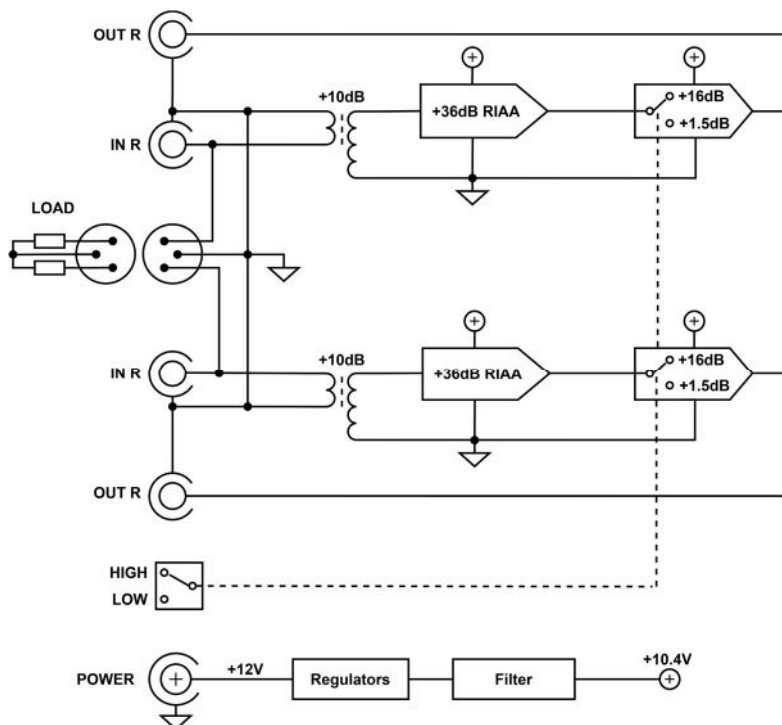 OUT R
+10dB
+36dB RIAA
+16dB
+1.5dB
IN R
LOAD
IN R
+10dB
+36dB RIAA
+16dB
+1.5dB
OUT R
HIGH
LOW
POWER
+12V
Regulators
Filter
+10.4V